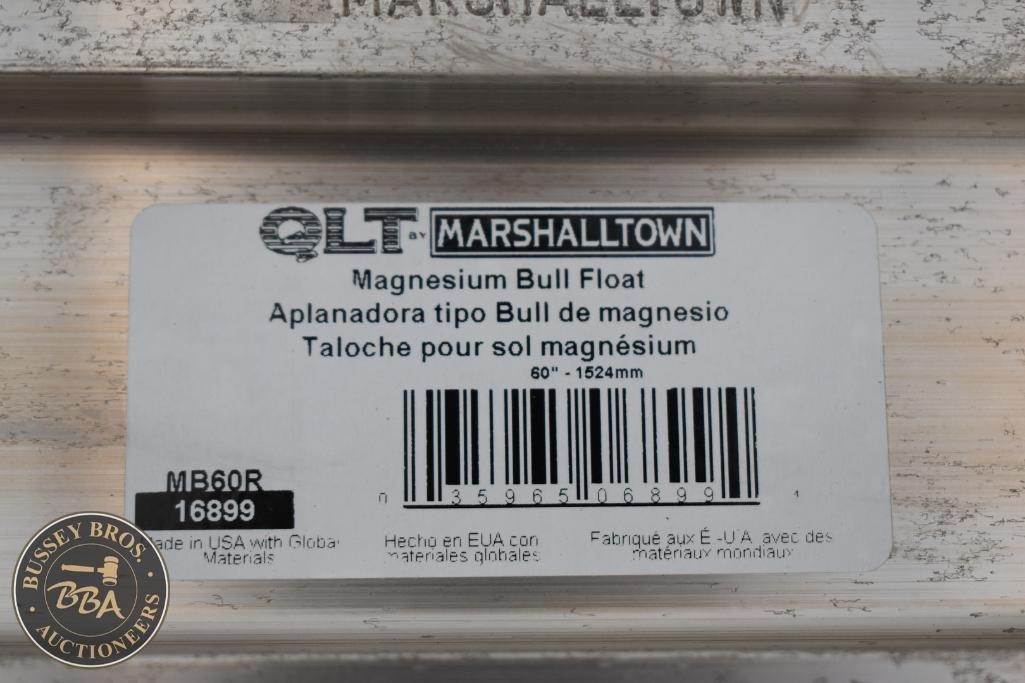 MARSHALLTOWN
QLT BY MARSHALLTOWN
Magnesium Bull Float
Aplanadora tipo Bull de magnesio
Taloche pour sol magnésium
60" - 1524mm
MB60R
16899
0 35965 06899 1
ade in USA with Global
Materials
Hecho en EUA con
materiales globales
Fabriqué aux É.-U.A. avec des
matériaux mondiaux
BUSSEY BROS.
BBA
AUCTIONEERS